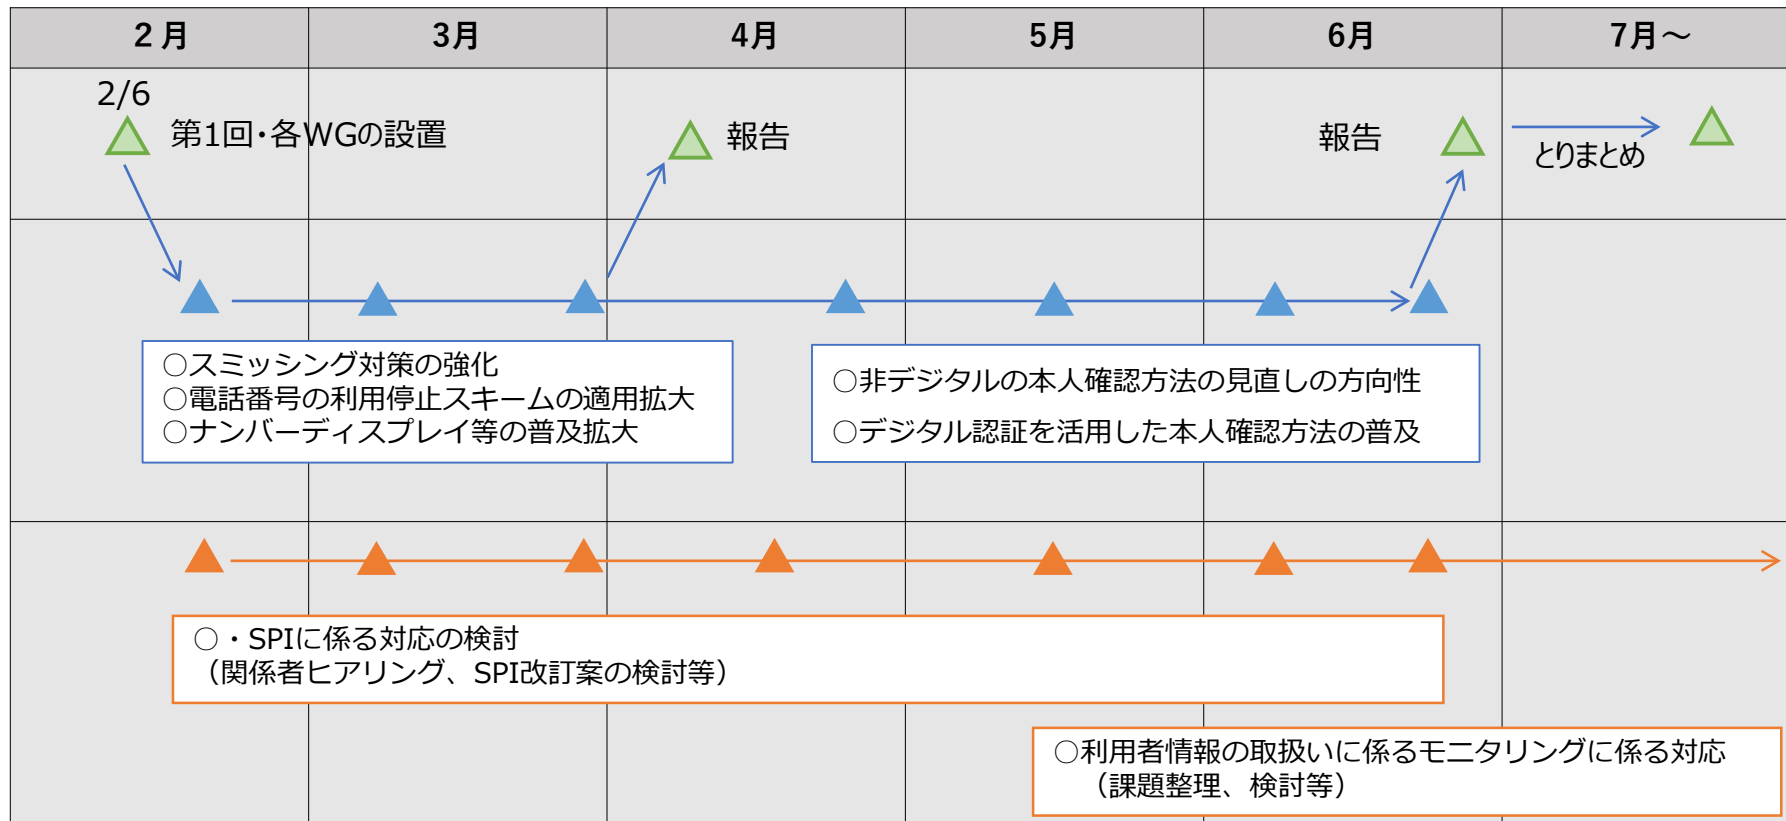 2月
3月
4月
5月
6月
7月～
2/6
第1回・各WGの設置
報告
報告
とりまとめ
○スミッシング対策の強化
○電話番号の利用停止スキームの適用拡大
○ナンバーディスプレイ等の普及拡大
○非デジタルの本人確認方法の見直しの方向性
○デジタル認証を活用した本人確認方法の普及
○・SPIに係る対応の検討
（関係者ヒアリング、SPI改訂案の検討等）
○利用者情報の取扱いに係るモニタリングに係る対応
（課題整理、検討等）